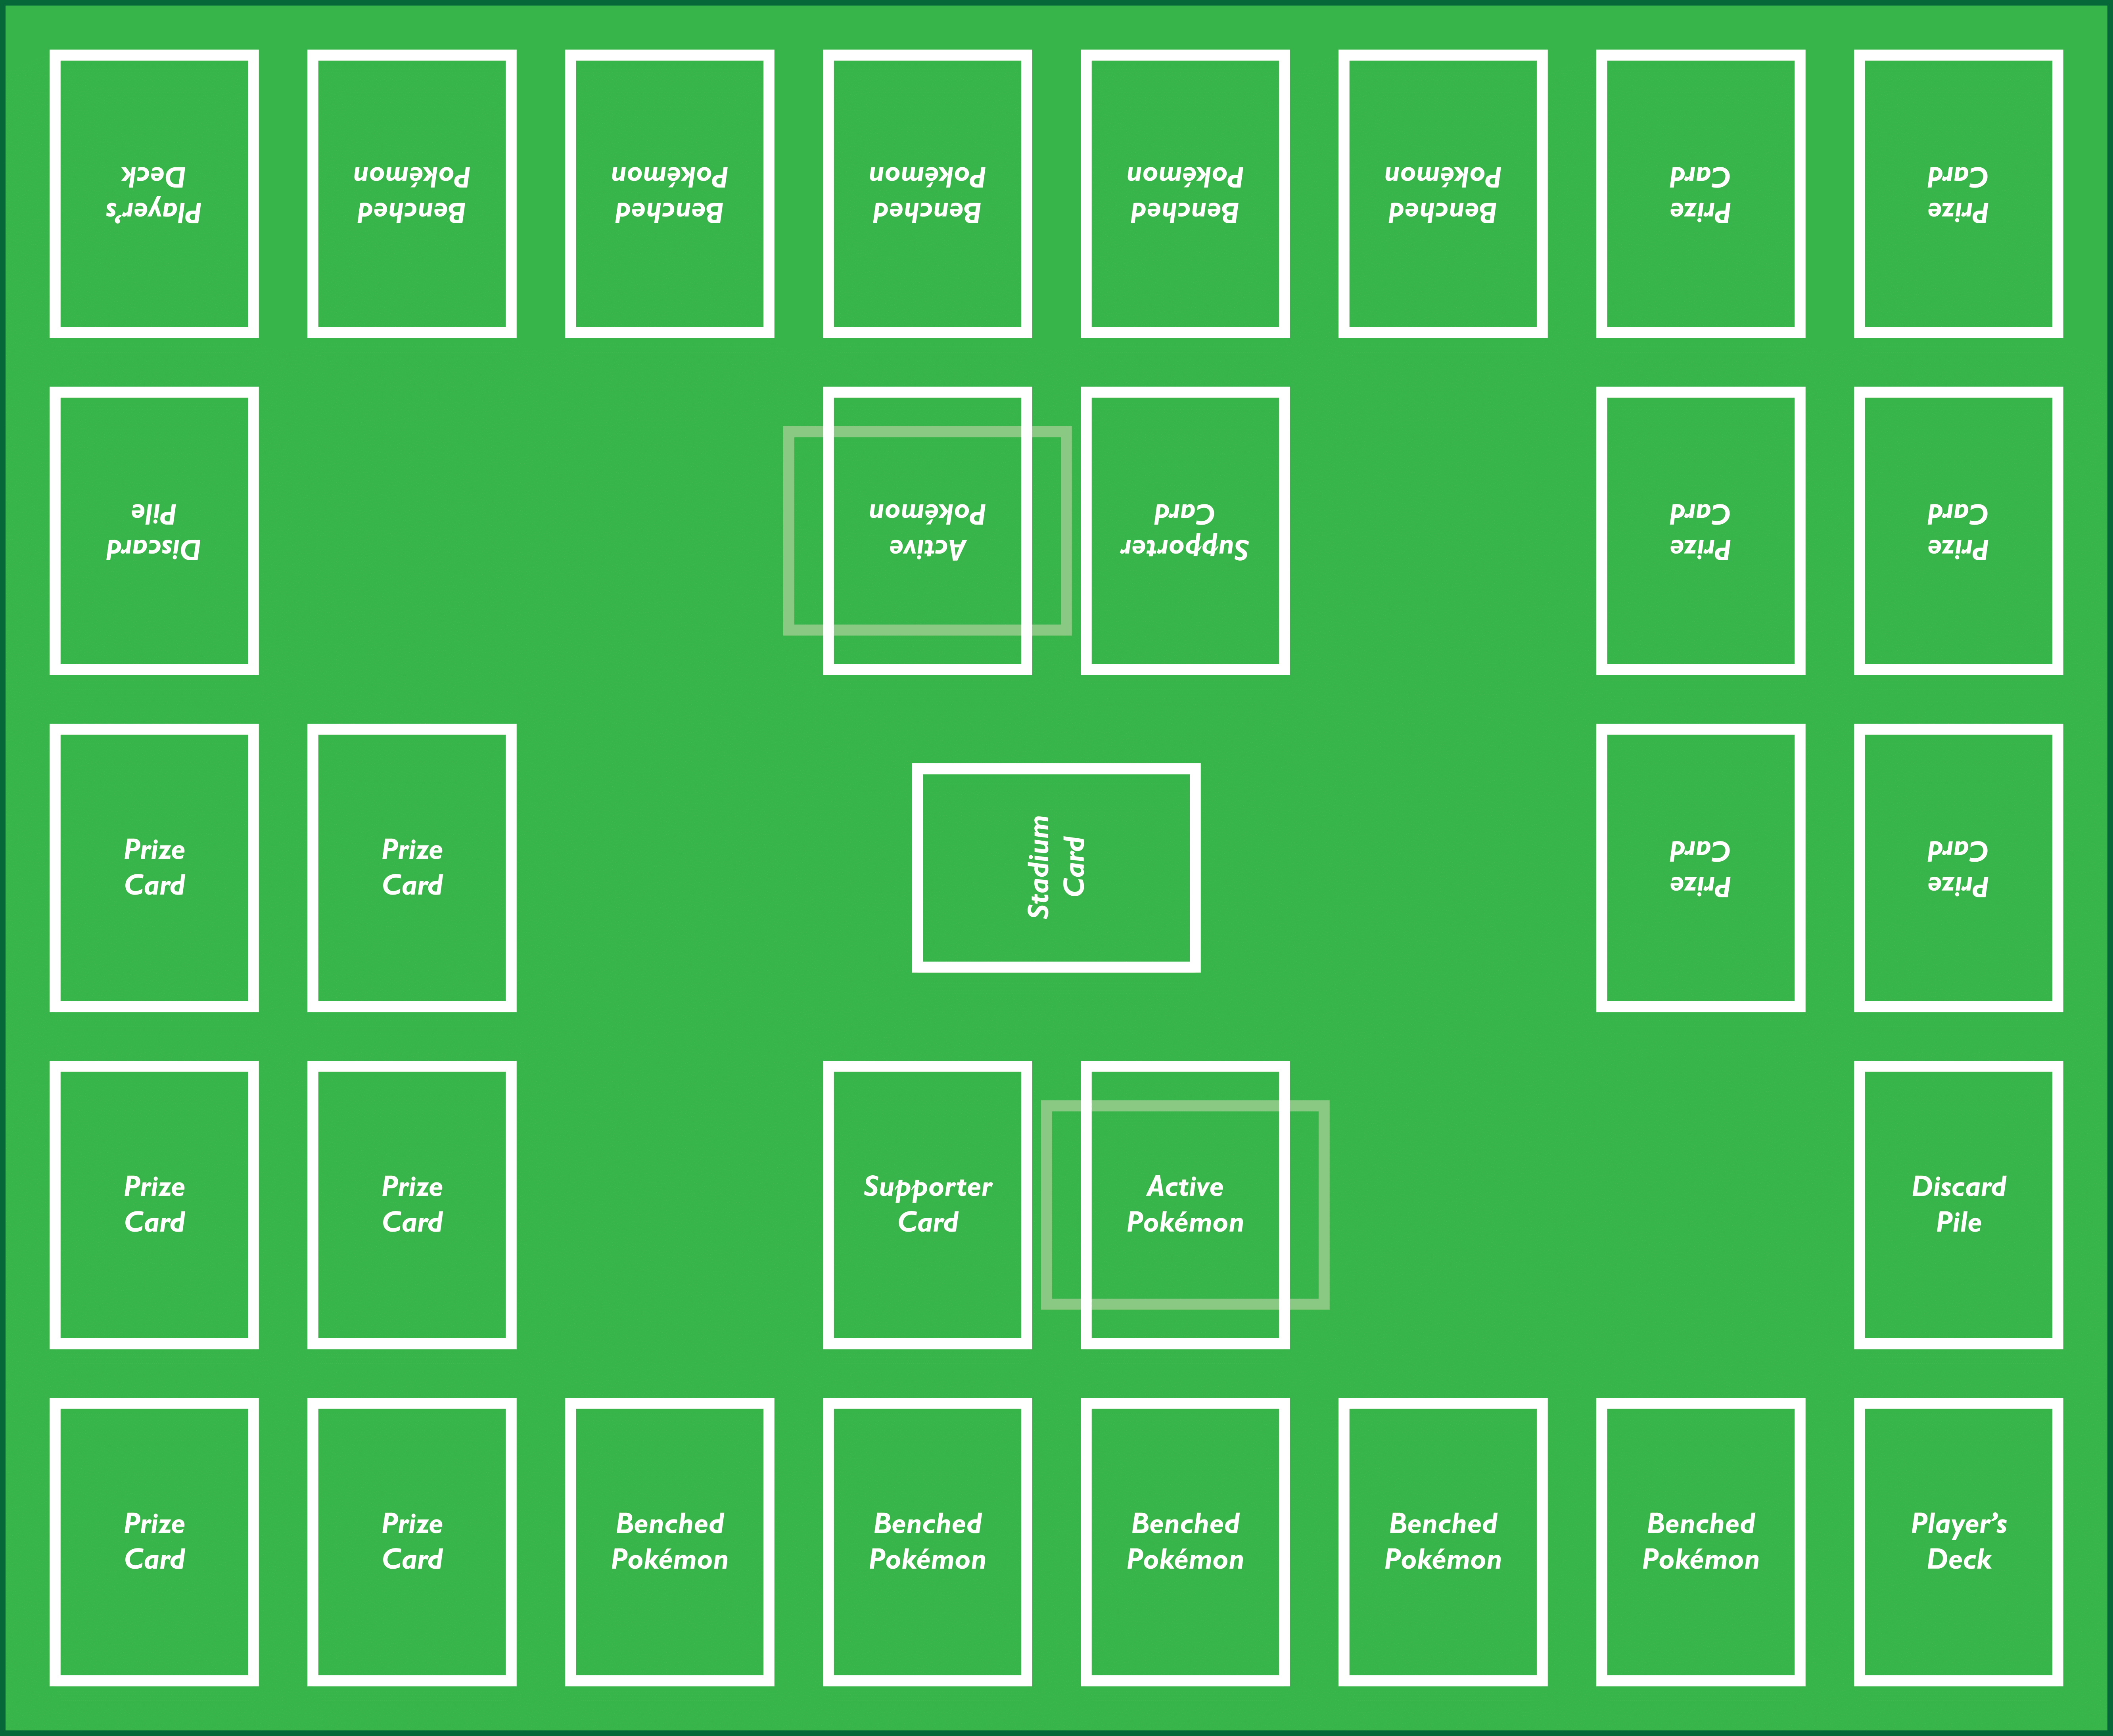 Player's
Deck
Benched
Pokémon
Benched
Pokémon
Benched
Pokémon
Benched
Pokémon
Benched
Pokémon
Prize
Card
Prize
Card
Discard
Pile
Active
Pokémon
Supporter
Card
Prize
Card
Prize
Card
Prize
Card
Prize
Card
Stadium
Card
Prize
Card
Prize
Card
Prize
Card
Prize
Card
Supporter
Card
Active
Pokémon
Discard
Pile
Prize
Card
Prize
Card
Benched
Pokémon
Benched
Pokémon
Benched
Pokémon
Benched
Pokémon
Benched
Pokémon
Player’s
Deck